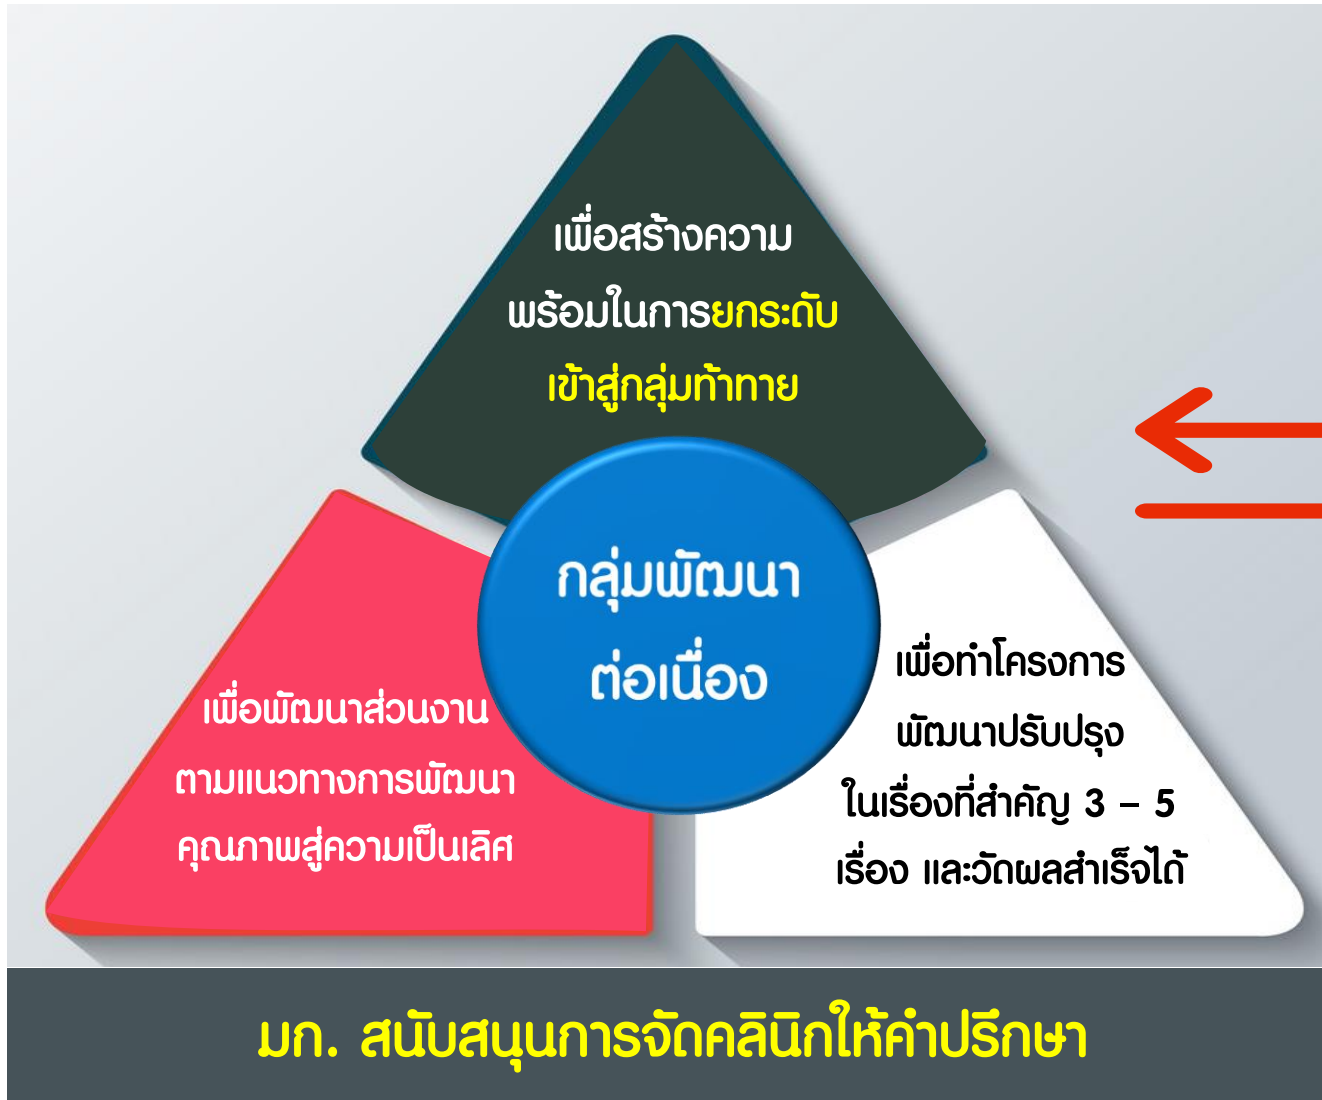 เพื่อสร้างความ
พร้อมในการยกระดับ
เข้าสู่กลุ่มท้าทาย
กลุ่มพัฒนา
ต่อเนื่อง
เพื่อพัฒนาส่วนงาน
ตามแนวทางการพัฒนา
คุณภาพสู่ความเป็นเลิศ
เพื่อทำโครงการ
พัฒนาปรับปรุง
ในเรื่องที่สำคัญ 3 – 5
เรื่อง และวัดผลสำเร็จได้
มก. สนับสนุนการจัดคลินิกให้คำปรึกษา